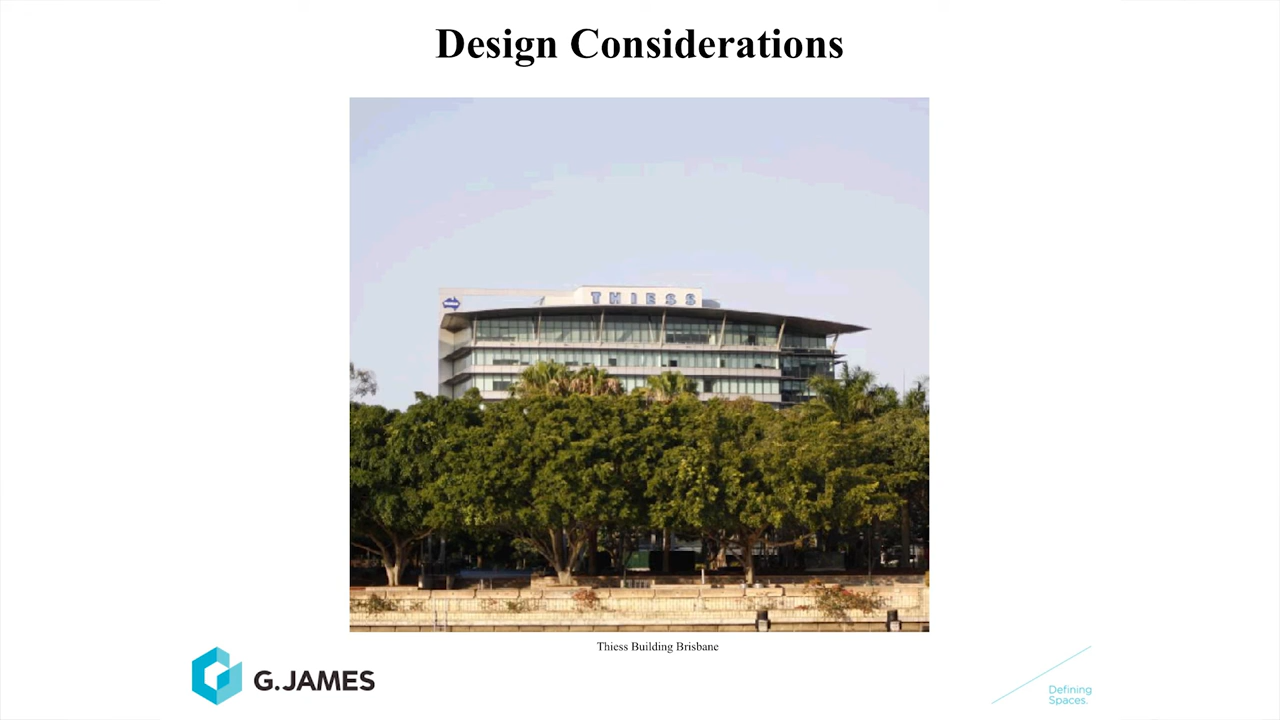 Design Considerations
THIESS
Thiess Building Brisbane
G.JAMES
Defining
Spaces.